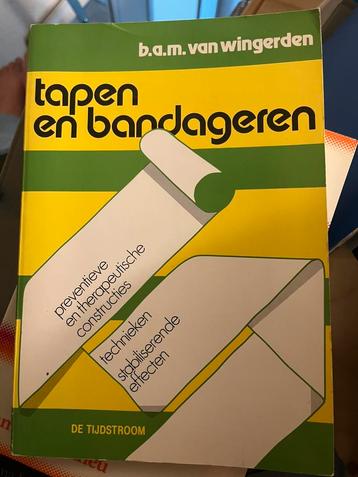 b.a.m. van wingerden
tapen
en bandageren
preventieve
en therapeutische
constructies
technieken
stabiliserende
effecten
DE TIJDSTROOM